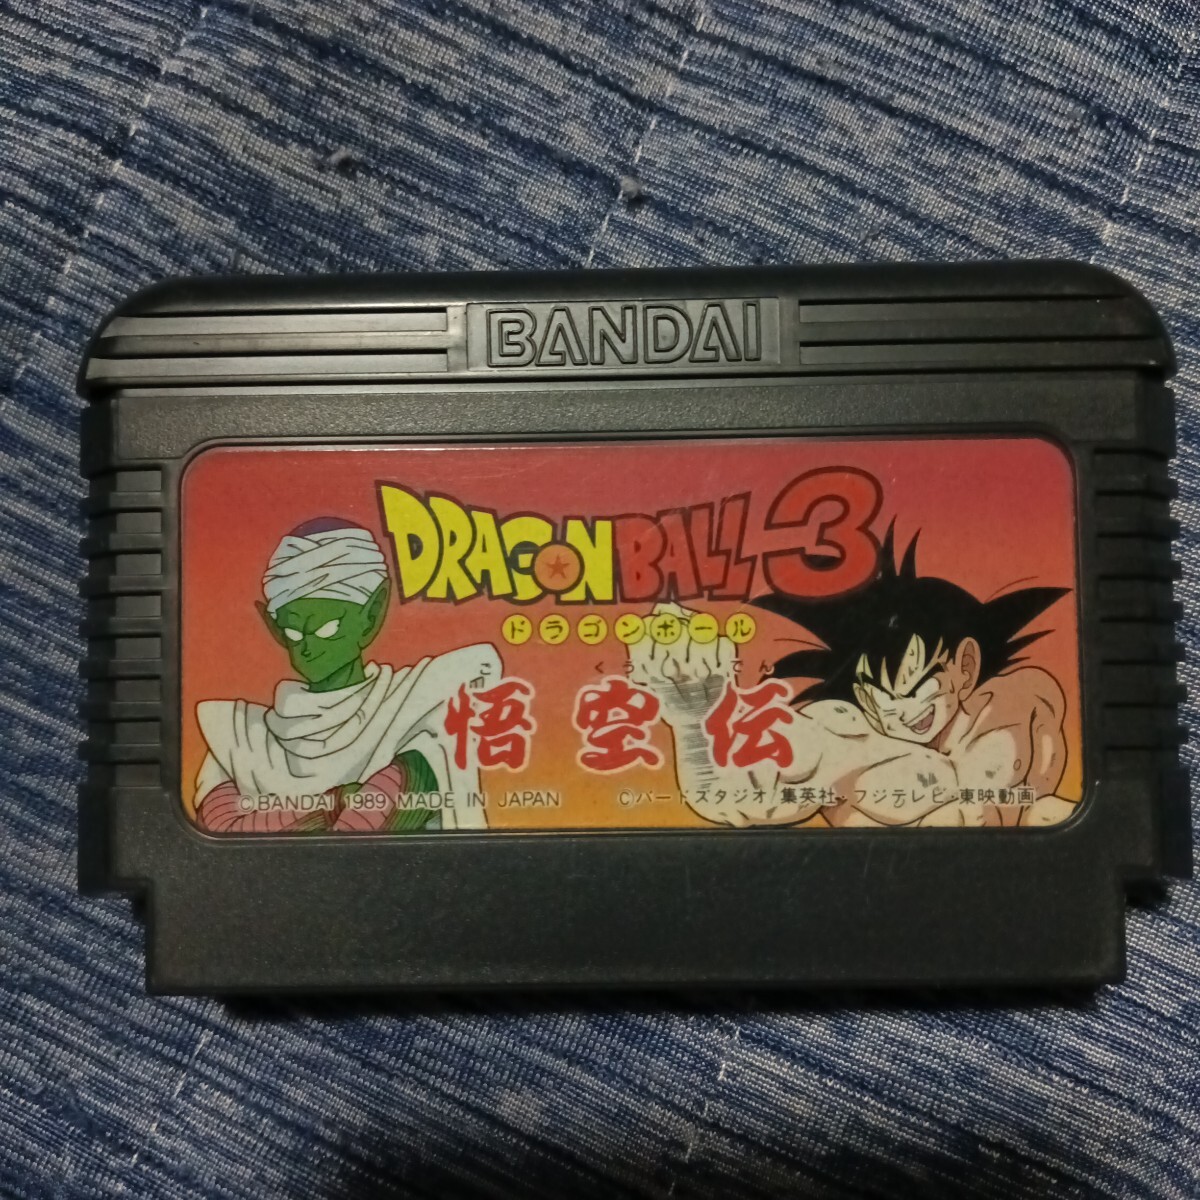 BANDAI
DRAGON BALL 3
ドラゴンボール
ご くう でん
悟空伝
©BANDAI 1989 MADE IN JAPAN
©バードスタジオ/集英社・フジテレビ・東映動画